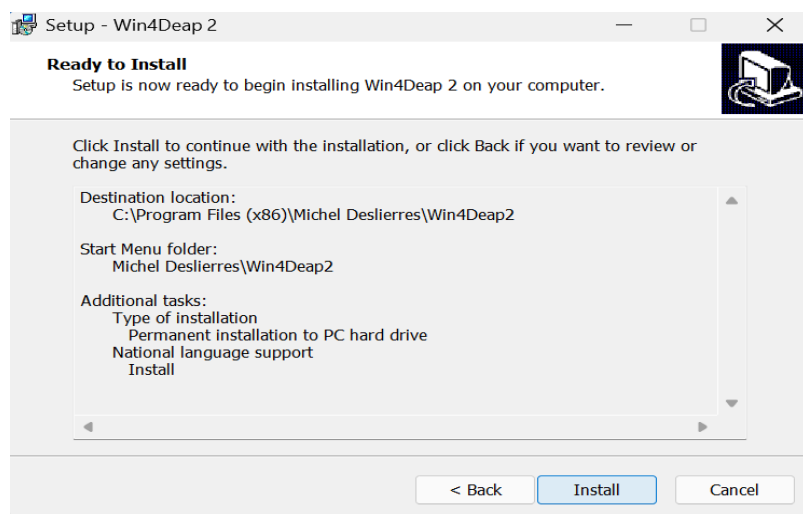 Setup - Win4Deap 2
Ready to Install
Setup is now ready to begin installing Win4Deap 2 on your computer.
Click Install to continue with the installation, or click Back if you want to review or
change any settings.
Destination location:
C:\Program Files (x86)\Michel Deslierres\Win4Deap2
Start Menu folder:
Michel Deslierres\Win4Deap2
Additional tasks:
Type of installation
Permanent installation to PC hard drive
National language support
Install
< Back Install Cancel